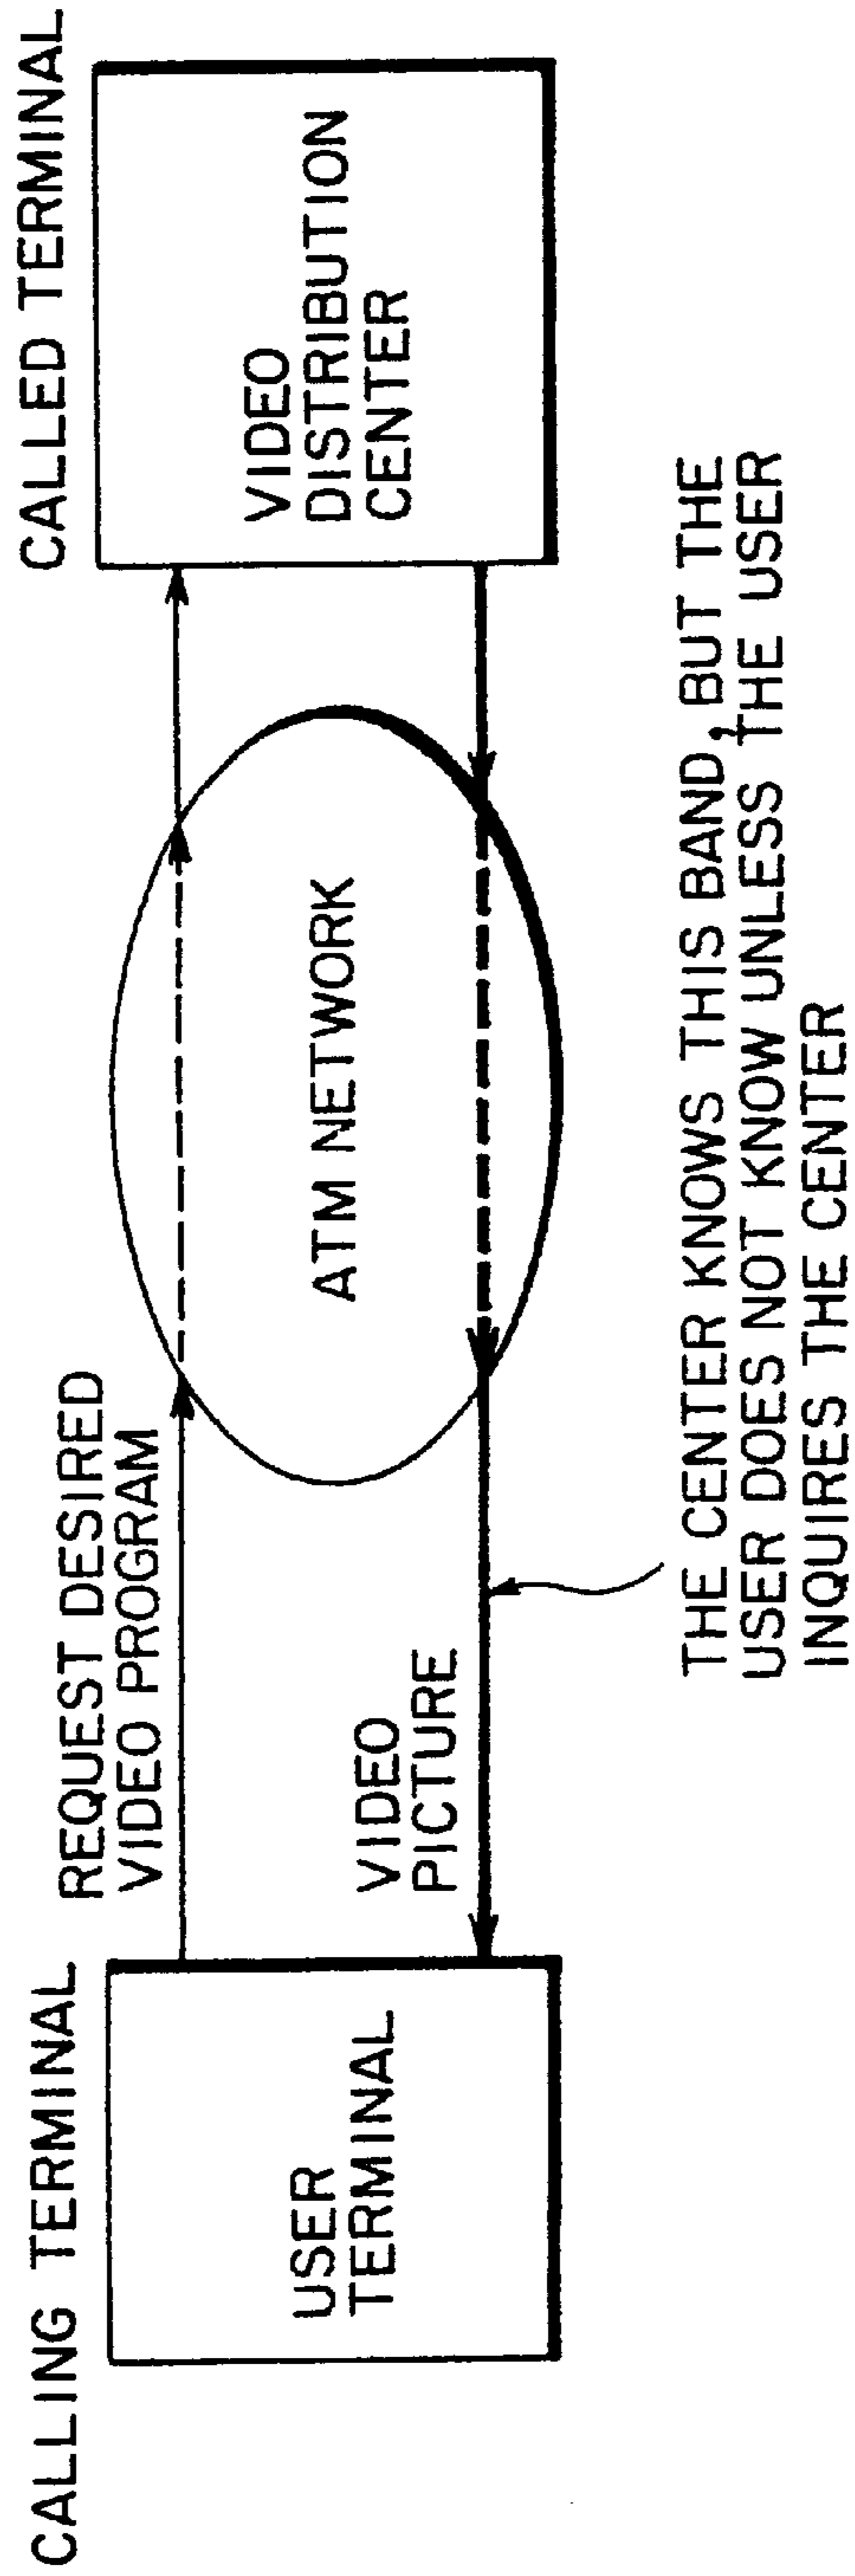 CALLING TERMINAL
USER
TERMINAL
REQUEST DESIRED
VIDEO PROGRAM
VIDEO
PICTURE
ATM NETWORK
CALLED TERMINAL
VIDEO
DISTRIBUTION
CENTER
THE CENTER KNOWS THIS BAND, BUT THE
USER DOES NOT KNOW UNLESS THE USER
INQUIRES THE CENTER